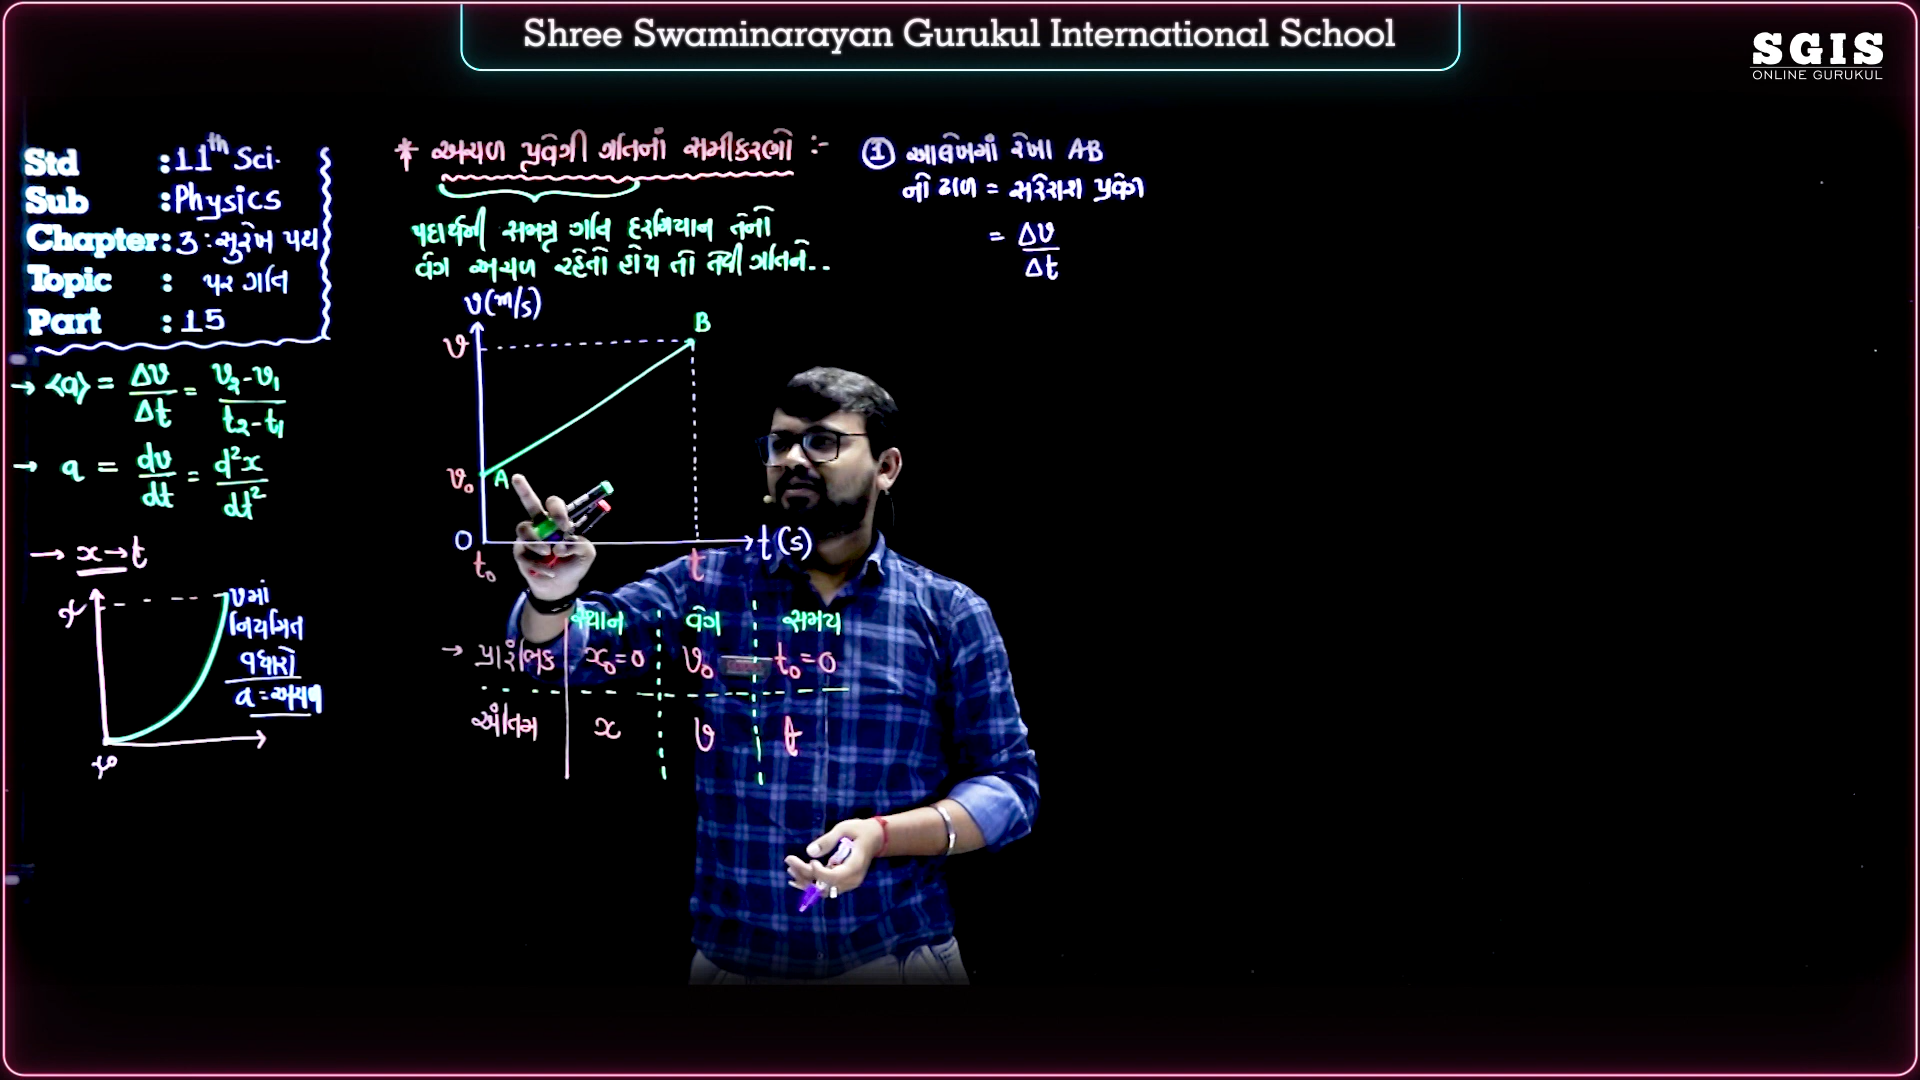 Shree Swaminarayan Gurukul International School
SGIS
ONLINE GURUKUL
Std : 11th Sci.
Sub : Physics
Chapter : 3 : સુરેખ પથ
Topic : પર ગતિ
Part : 15
→ <a> = Δv/Δt = v₂-v₁/t₂-t₁
→ a = dv/dt = d²x/dt²
→ x→t
x
vમાં
નિયમિત
વધારો
a = અચળ
* અચળ પ્રવેગી ગતિનાં સમીકરણો :-
પદાર્થની સમગ્ર ગતિ દરમિયાન તેનો
વેગ અચળ રહેતો હોય તો તેવી ગતિને..
v(m/s)
v
B
v₀
A
O
t(s)
t₀
t
સ્થાન વેગ સમય
→ પ્રારંભિક x₀=0 v₀ t₀=0
અંતિમ x v t
① આલેખમાં રેખા AB
નો ઢાળ = સરેરાશ પ્રવેગ
= Δv/Δt